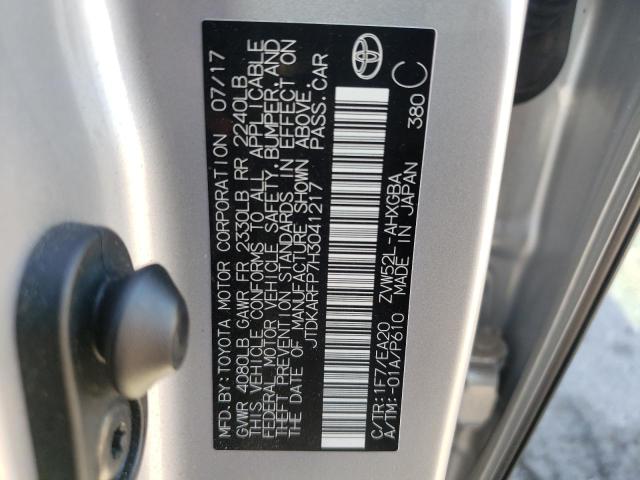 MFD.BY:TOYOTA MOTOR CORPORATION 07/17
GVWR 4080LB GAWR FR 2330LB RR 2240LB
THIS VEHICLE CONFORMS TO ALL APPLICABLE
FEDERAL MOTOR VEHICLE SAFETY, BUMPER, AND
THEFT PREVENTION STANDARDS IN EFFECT ON
THE DATE OF MANUFACTURE SHOWN ABOVE.
JTDKARFP7H3041217 PASS.CAR
C/TR:1F7/EA20 ZVW52L-AHXGBA
A/TM:-01A/P610 MADE IN JAPAN 380 C